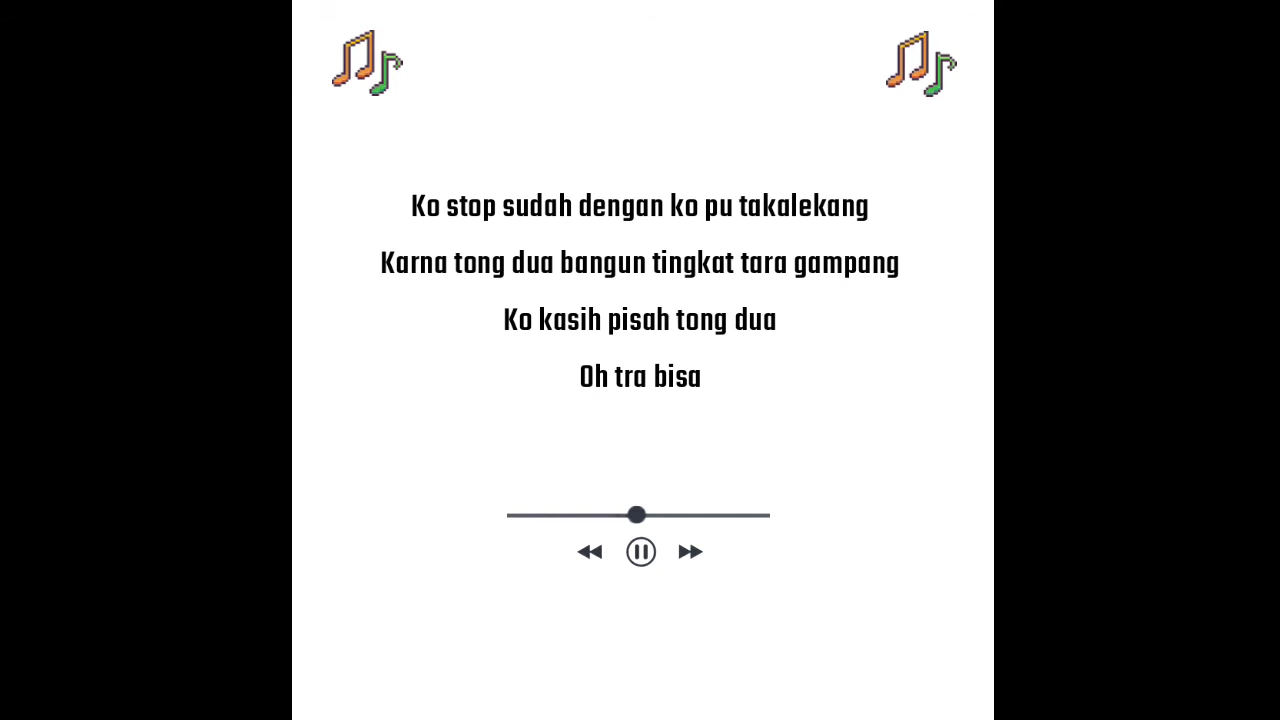 Ko stop sudah dengan ko pu takalekang
Karna tong dua bangun tingkat tara gampang
Ko kasih pisah tong dua
Oh tra bisa